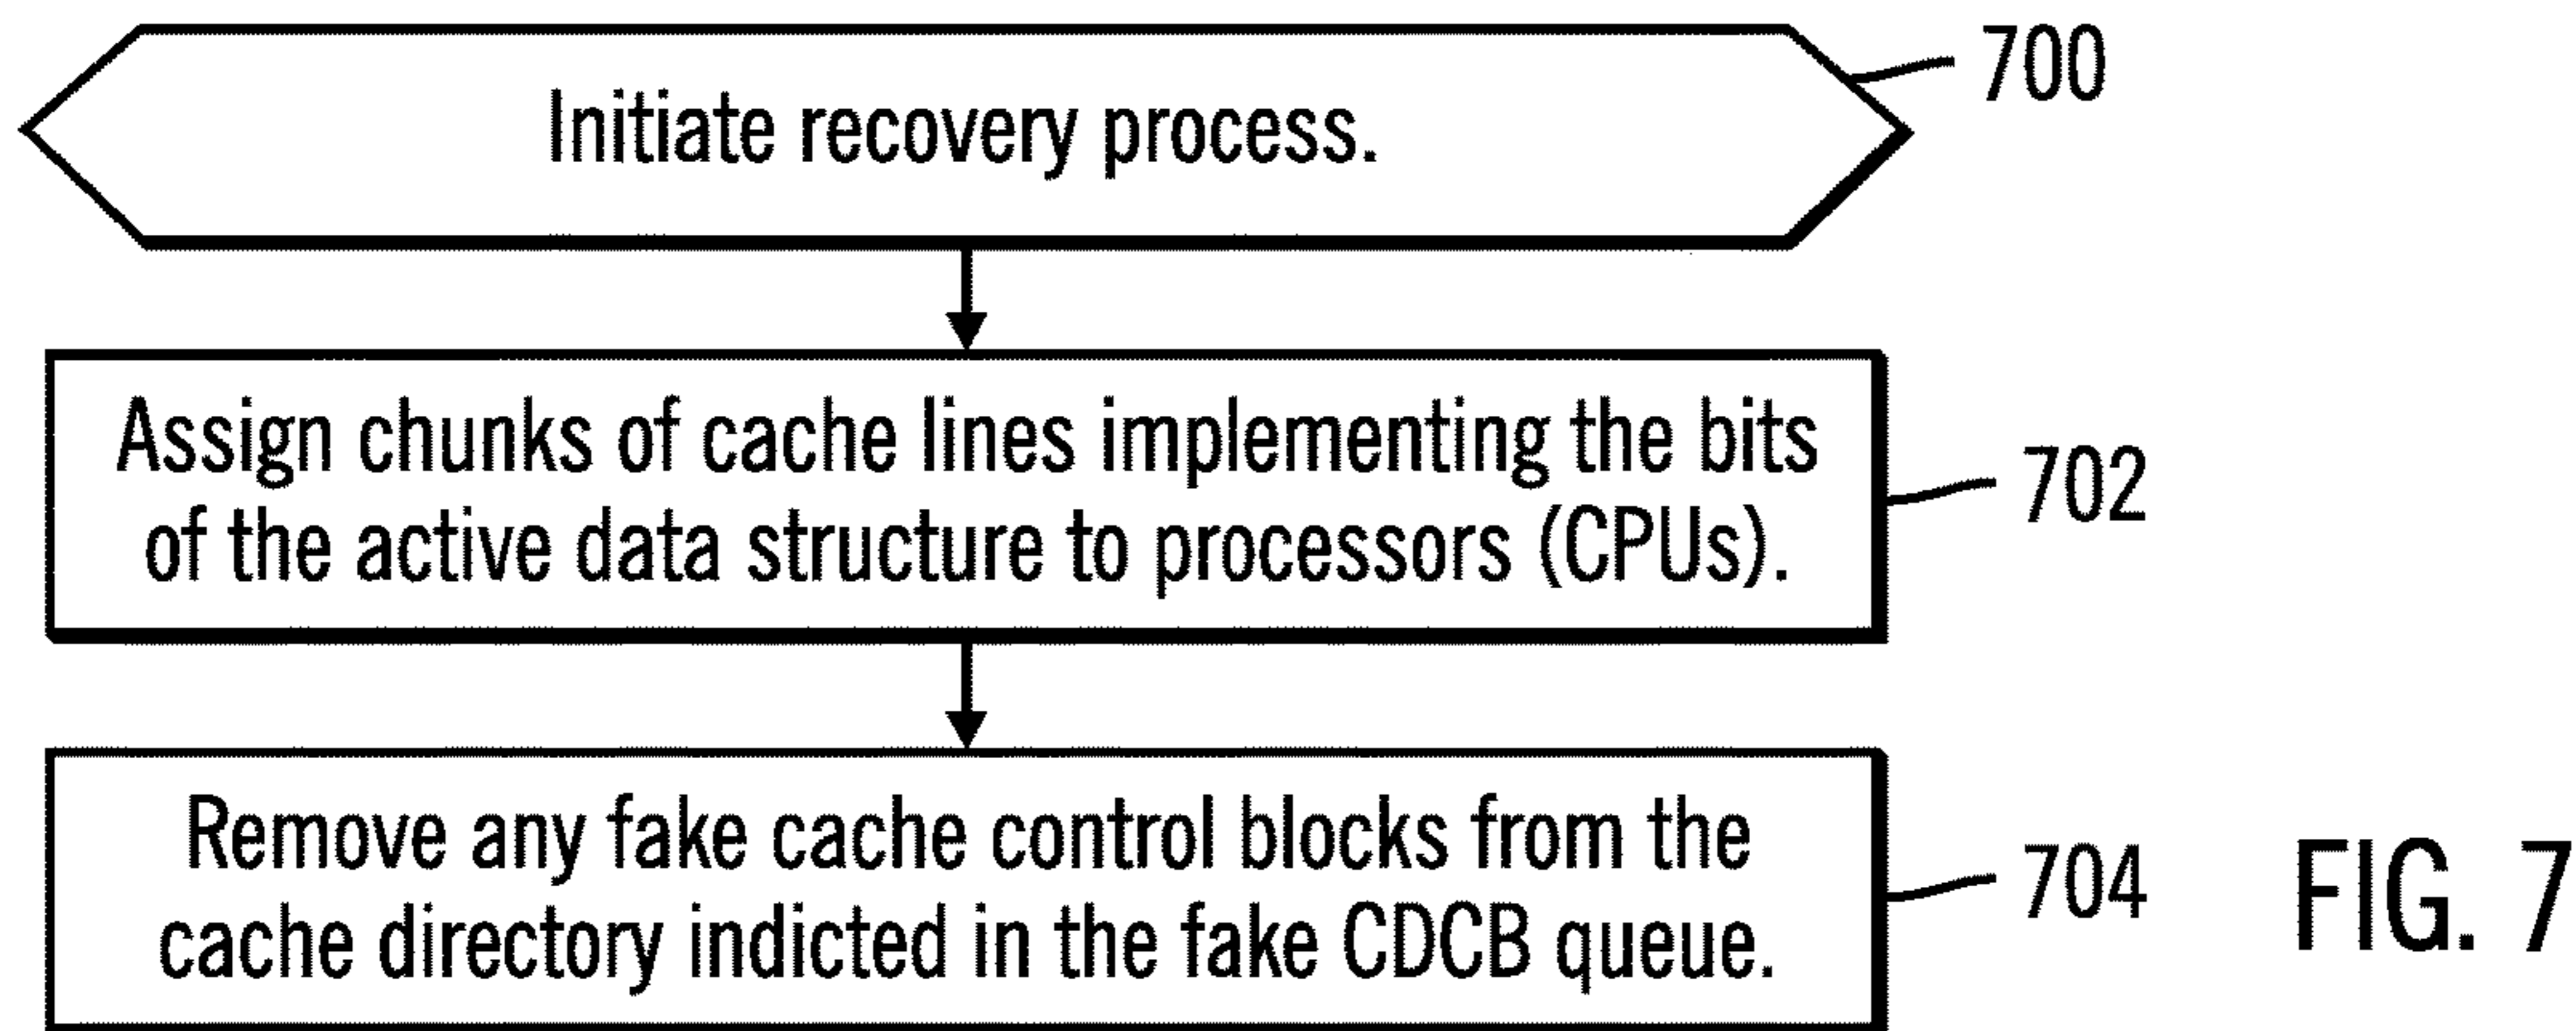 Initiate recovery process.
700
Assign chunks of cache lines implementing the bits
of the active data structure to processors (CPUs).
702
Remove any fake cache control blocks from the
cache directory indicted in the fake CDCB queue.
704
FIG. 7